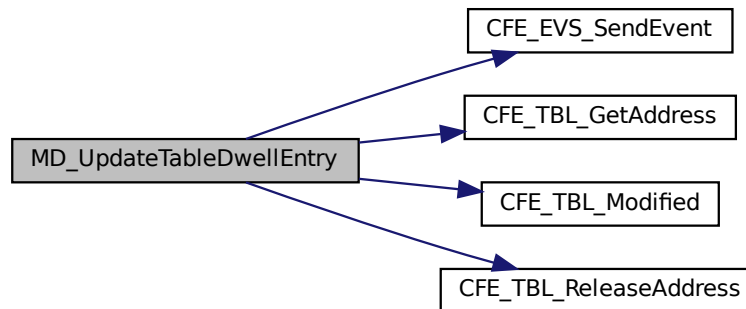 CFE_EVS_SendEvent
CFE_TBL_GetAddress
MD_UpdateTableDwellEntry
CFE_TBL_Modified
CFE_TBL_ReleaseAddress